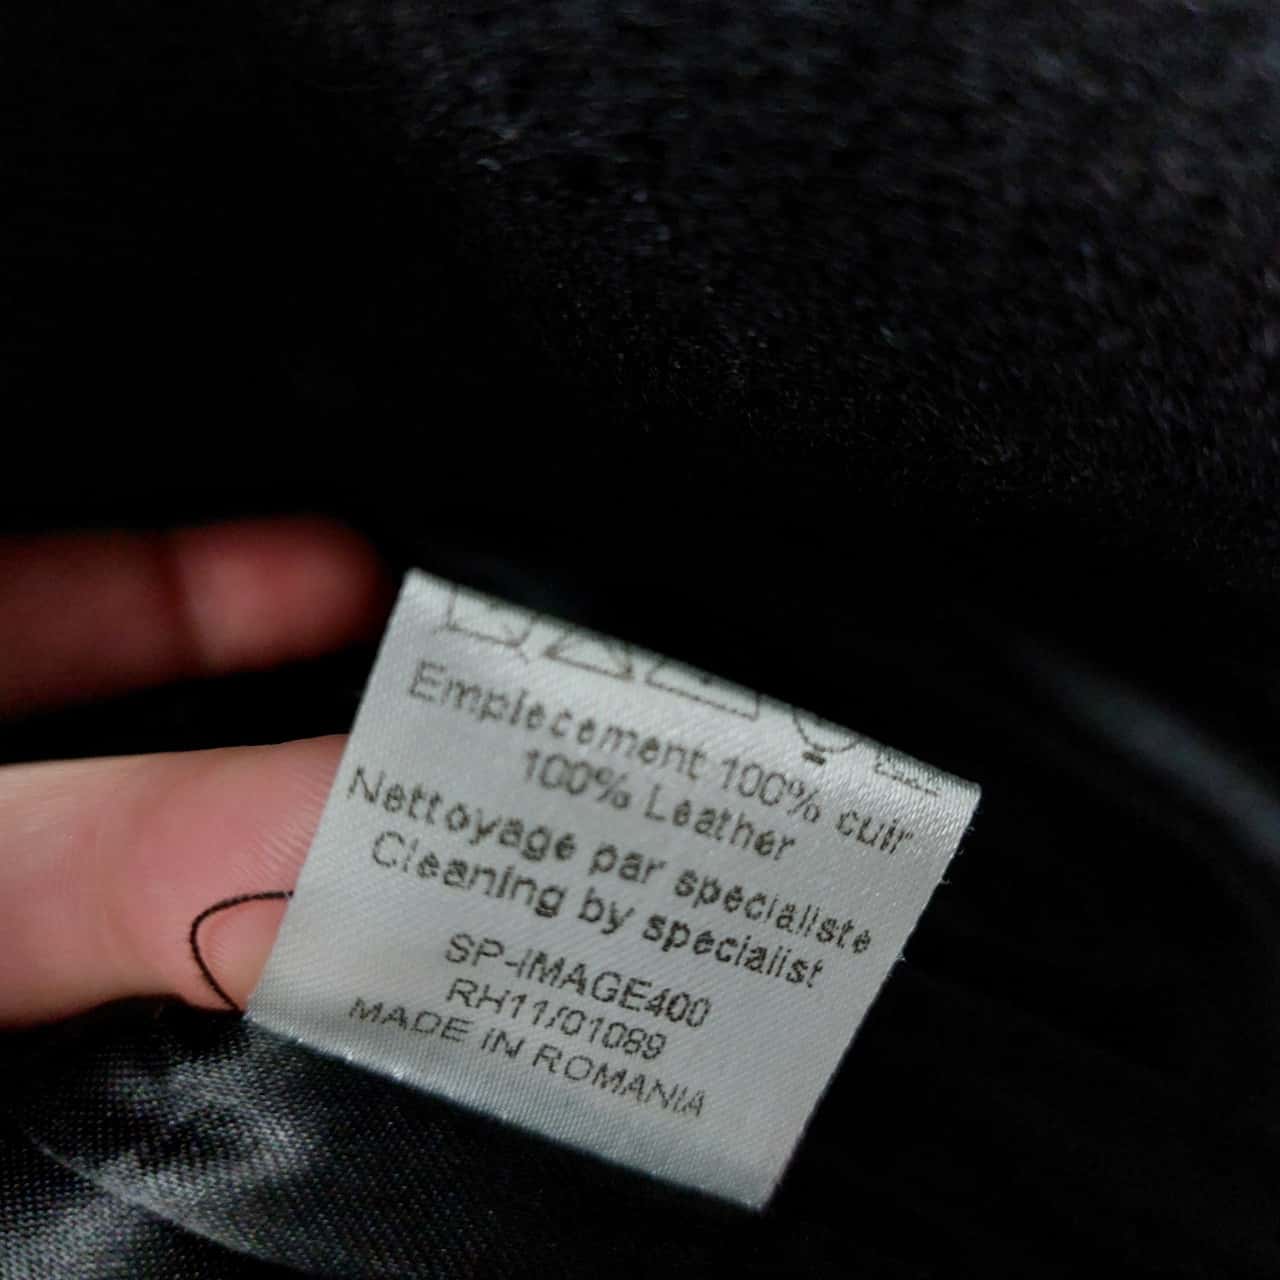 Emplecement 100% cuir
100% Leather
Nettoyage par specialiste
Cleaning by specialist
SP-IMAGE400
RH11/01089
MADE IN ROMANIA